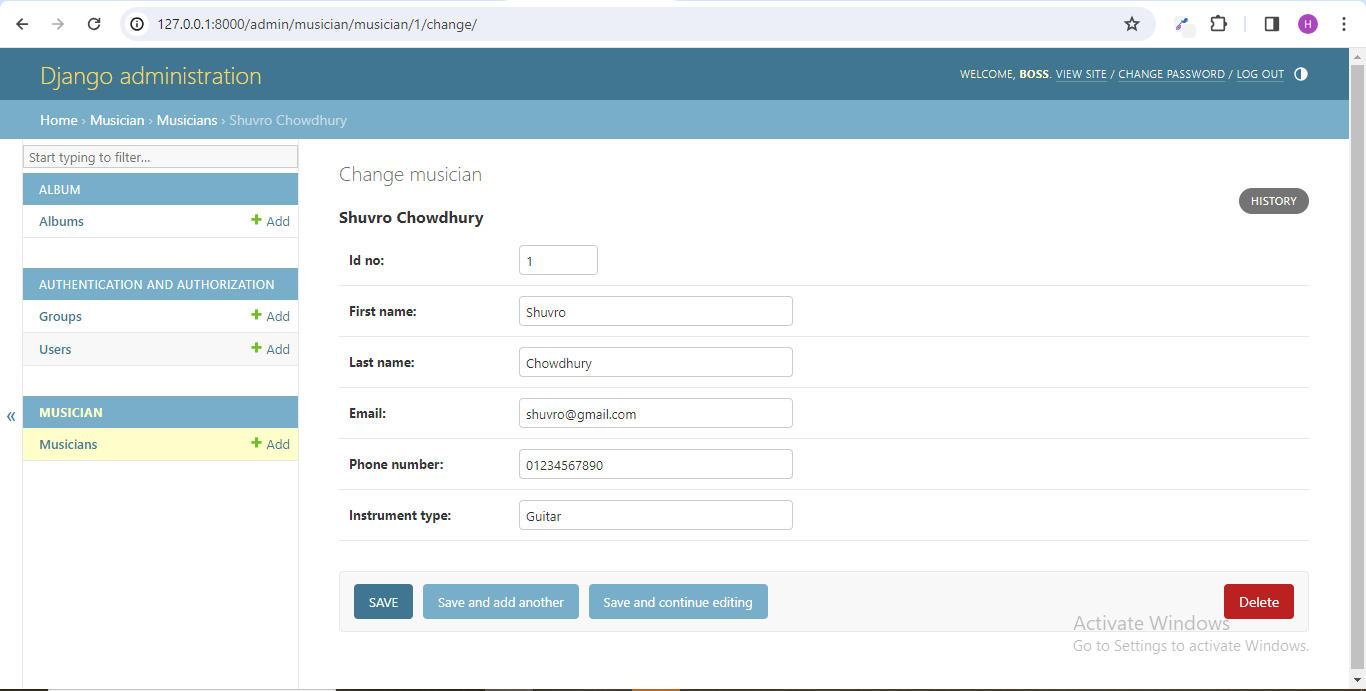 127.0.0.1:8000/admin/musician/musician/1/change/
H
Django administration
WELCOME, BOSS. VIEW SITE / CHANGE PASSWORD / LOG OUT
Home › Musician › Musicians › Shuvro Chowdhury
Start typing to filter...
ALBUM
Albums
Add
AUTHENTICATION AND AUTHORIZATION
Groups
Add
Users
Add
«
MUSICIAN
Musicians
Add
Change musician
HISTORY
Shuvro Chowdhury
Id no: 1
First name: Shuvro
Last name: Chowdhury
Email: shuvro@gmail.com
Phone number: 01234567890
Instrument type: Guitar
SAVE Save and add another Save and continue editing Delete
Activate Windows
Go to Settings to activate Windows.